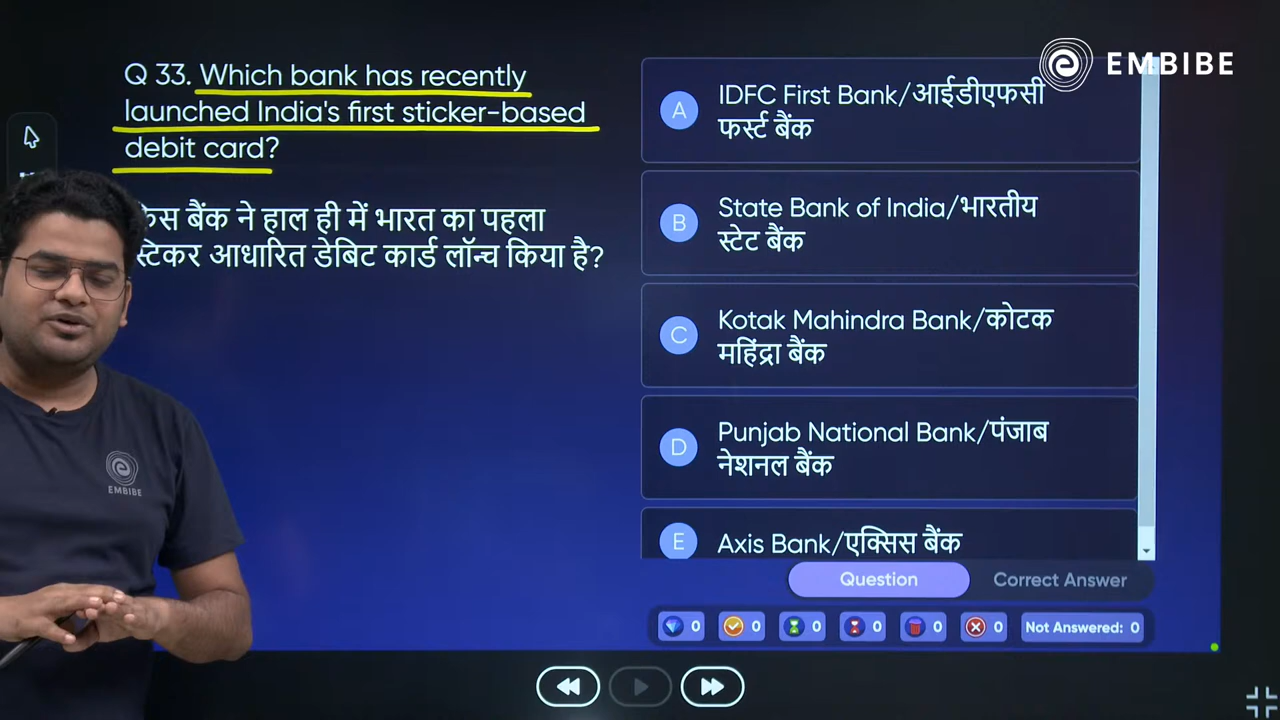 Q 33. Which bank has recently
launched India's first sticker-based
debit card?
बैंक ने हाल ही में भारत का पहला
आधारित डेबिट कार्ड लॉन्च किया है?
EMBIBE
A
IDFC First Bank/आईडीएफसी
फर्स्ट बैंक
B
State Bank of India/भारतीय
स्टेट बैंक
C
Kotak Mahindra Bank/कोटक
महिंद्रा बैंक
D
Punjab National Bank/पंजाब
नेशनल बैंक
E
Axis Bank/एक्सिस बैंक
Question Correct Answer
0 0 0 0 0 0 Not Answered: 0
EMBIBE